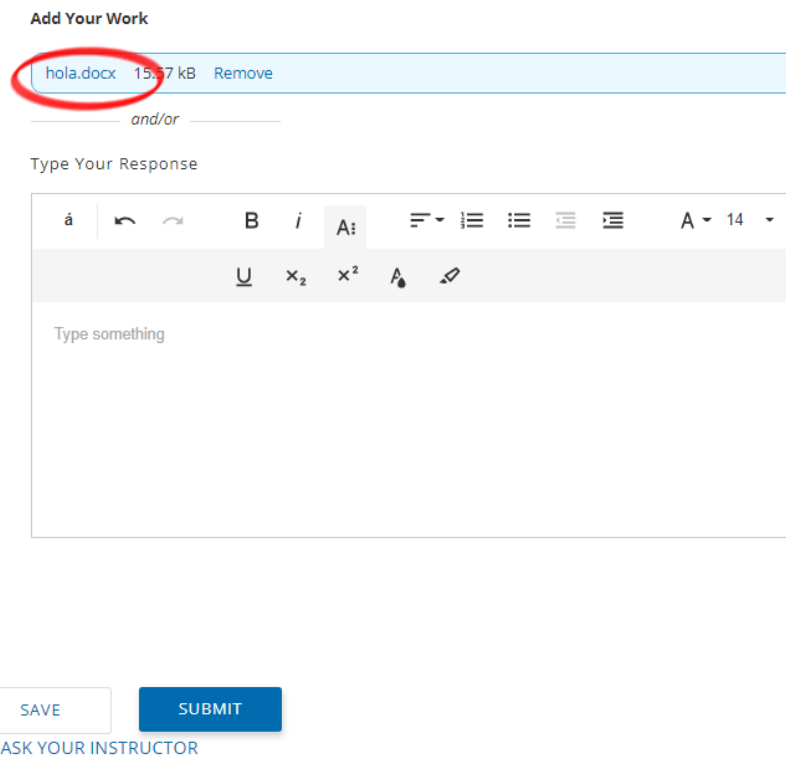 Add Your Work
hola.docx 15.57 kB Remove
and/or
Type Your Response
á B i A A 14
U x₂ x² A
Type something
SAVE SUBMIT
ASK YOUR INSTRUCTOR